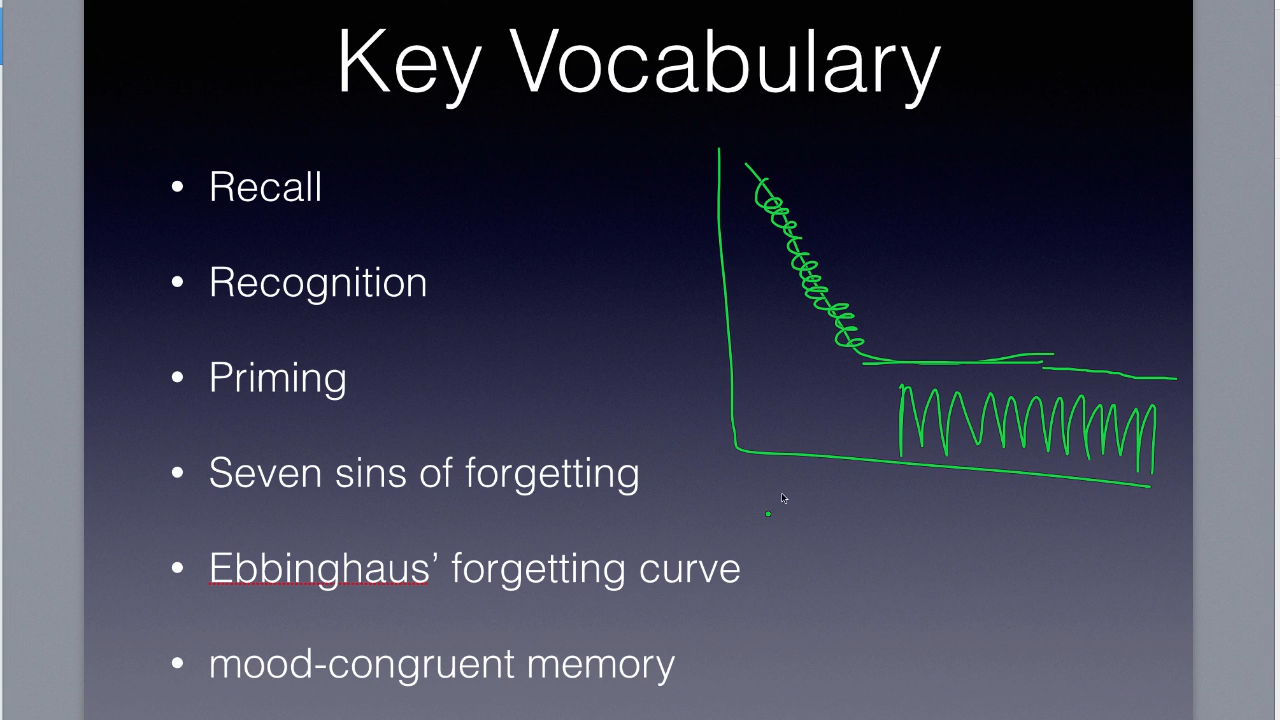 Key Vocabulary
• Recall
• Recognition
• Priming
• Seven sins of forgetting
• Ebbinghaus’ forgetting curve
• mood-congruent memory